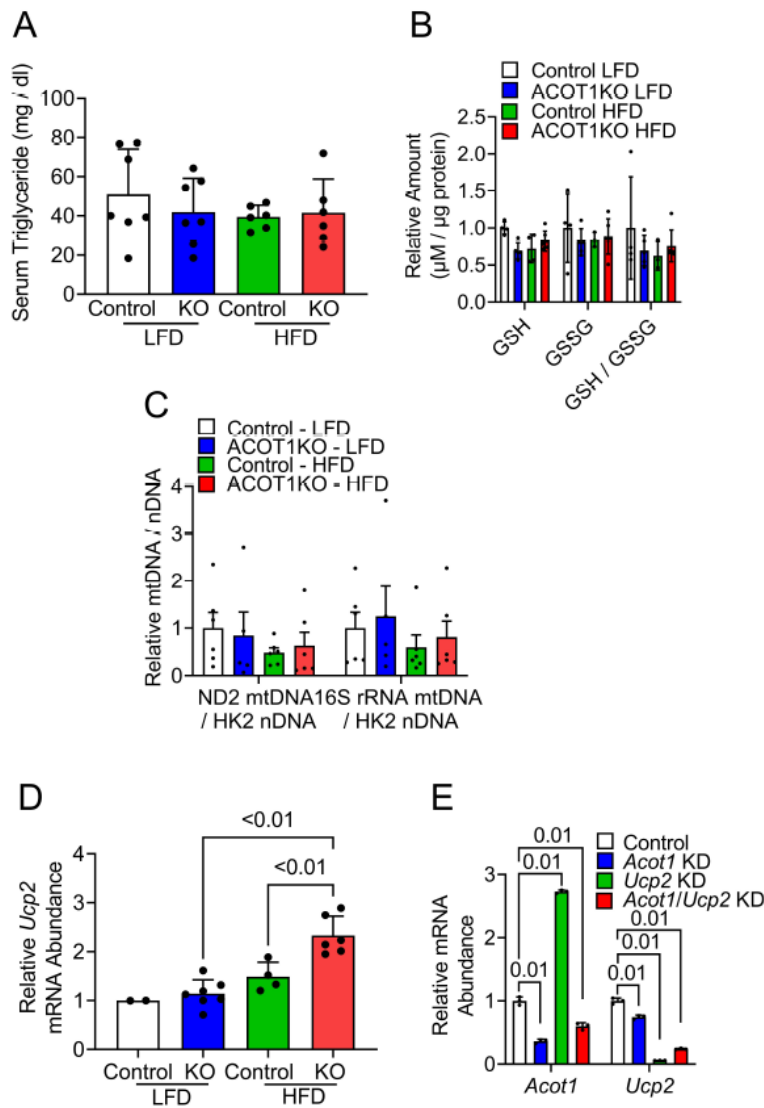 A
Serum Triglyceride (mg / dl)
100
80
60
40
20
0
Control KO Control KO
LFD HFD
B
Control LFD
ACOT1KO LFD
Control HFD
ACOT1KO HFD
Relative Amount
(µM / µg protein)
2.5
2.0
1.5
1.0
0.5
0.0
GSH
GSSG
GSH / GSSG
C
Control - LFD
ACOT1KO - LFD
Control - HFD
ACOT1KO - HFD
Relative mtDNA / nDNA
4
3
2
1
0
ND2 mtDNA16S rRNA mtDNA
/ HK2 nDNA / HK2 nDNA
D
Relative Ucp2
mRNA Abundance
4
3
2
1
0
<0.01
<0.01
Control KO Control KO
LFD HFD
E
Control
Acot1 KD
Ucp2 KD
Acot1/Ucp2 KD
Relative mRNA
Abundance
3
2
1
0
0.01
0.01
0.01
0.01
0.01
0.01
Acot1 Ucp2